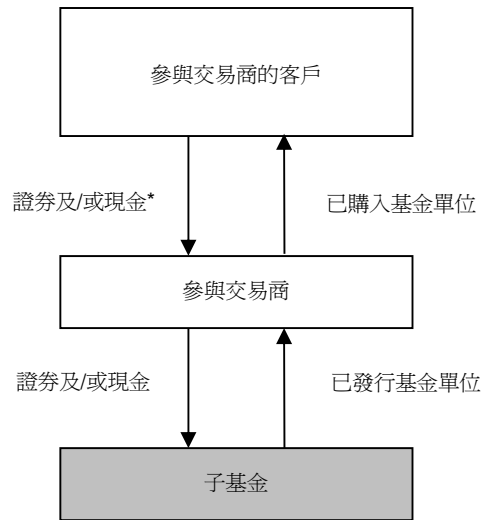 參與交易商的客戶
證券及/或現金*
已購入基金單位
參與交易商
證券及/或現金
已發行基金單位
子基金